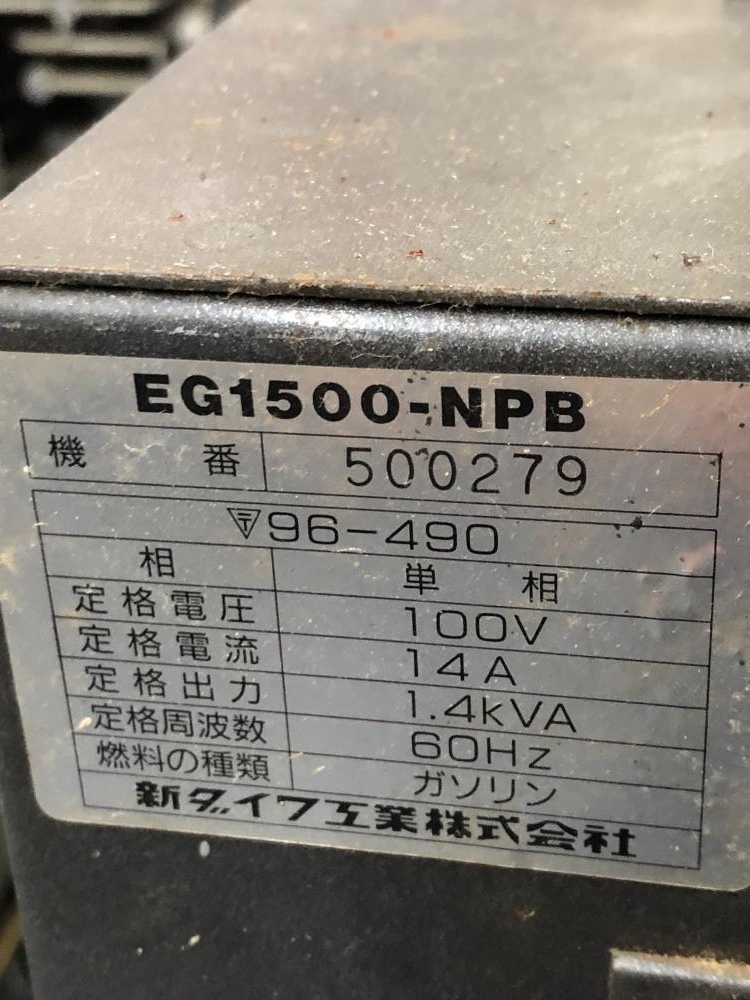 EG1500-NPB
機番 500279
96-490
相 単相
定格電圧 100V
定格電流 14A
定格出力 1.4kVA
定格周波数 60Hz
燃料の種類 ガソリン
新ダイワ工業株式会社